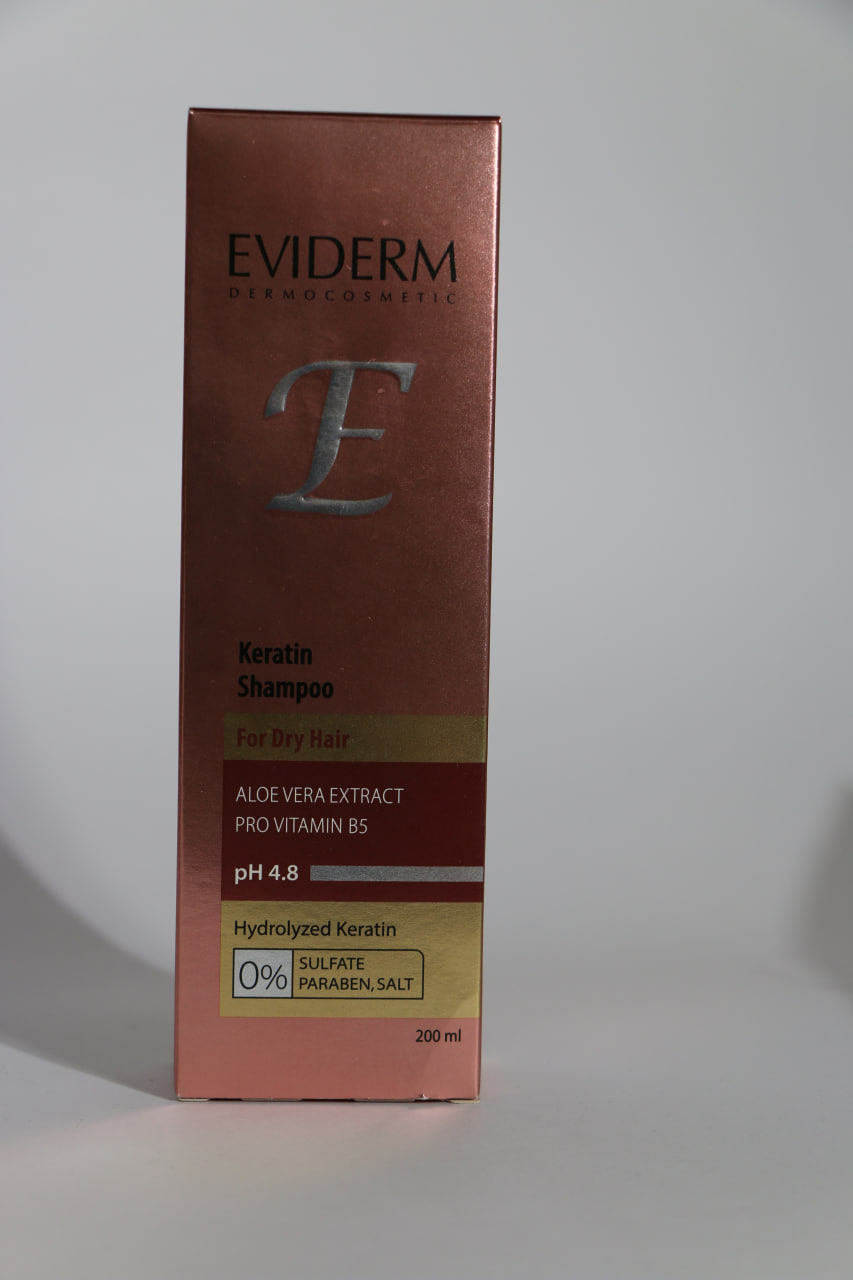 EVIDERM
DERMOCOSMETIC
E
Keratin
Shampoo
For Dry Hair
ALOE VERA EXTRACT
PRO VITAMIN B5
pH 4.8
Hydrolyzed Keratin
0% SULFATE
PARABEN, SALT
200 ml